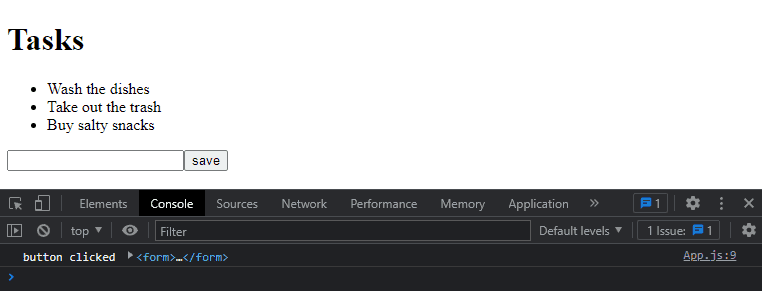 Tasks
Wash the dishes
Take out the trash
Buy salty snacks
save
Elements Console Sources Network Performance Memory Application » 1
top Filter Default levels 1 Issue: 1
button clicked <form>…</form> App.js:9
>